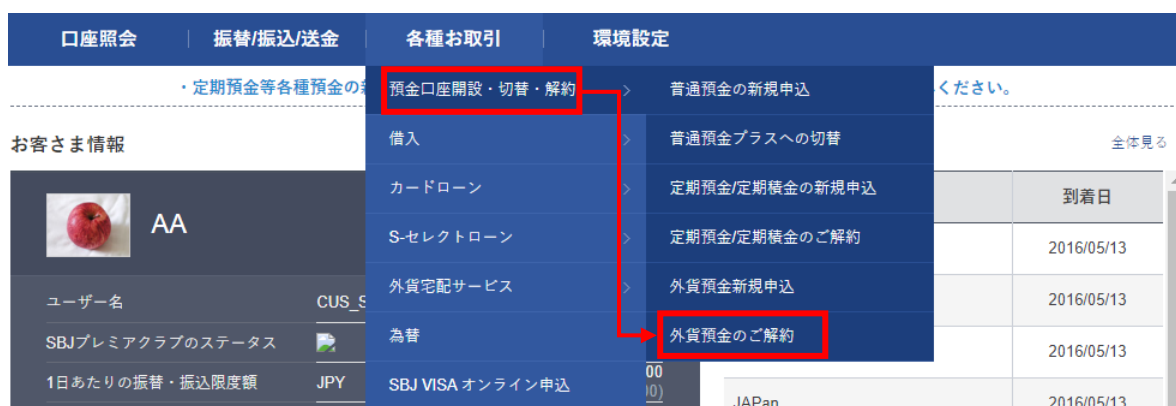 口座照会 振替/振込/送金 各種お取引 環境設定
・定期預金等各種預金の
ください。
預金口座開設・切替・解約 > 普通預金の新規申込
お客さま情報
全体見る
借入 > 普通預金プラスへの切替
カードローン > 定期預金/定期積金の新規申込
到着日
AA
S-セレクトローン > 定期預金/定期積金のご解約
2016/05/13
外貨宅配サービス > 外貨預金新規申込
ユーザー名 CUS_S
2016/05/13
為替 外貨預金のご解約
SBJプレミアクラブのステータス
2016/05/13
1日あたりの振替・振込限度額 JPY
SBJ VISA オンライン申込
00
00)
JAPan
2016/05/13